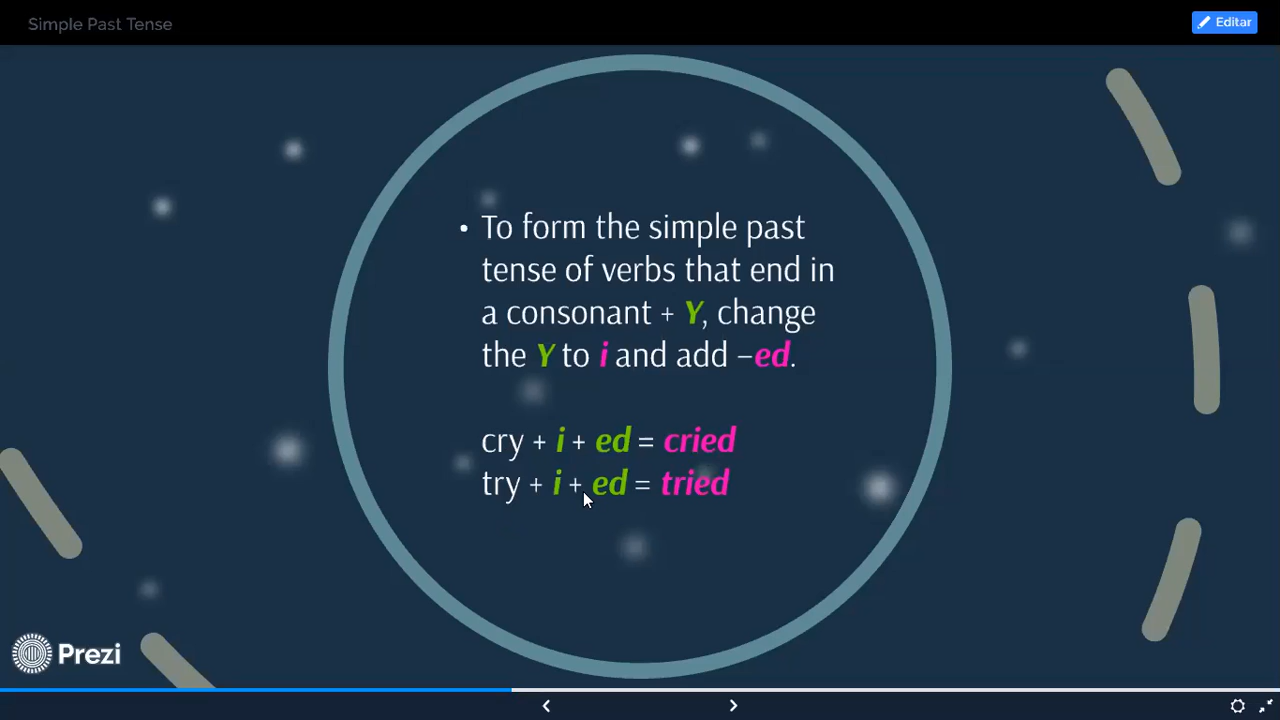 Simple Past Tense
Editar
• To form the simple past
tense of verbs that end in
a consonant + Y, change
the Y to i and add –ed.
cry + i + ed = cried
try + i + ed = tried
Prezi